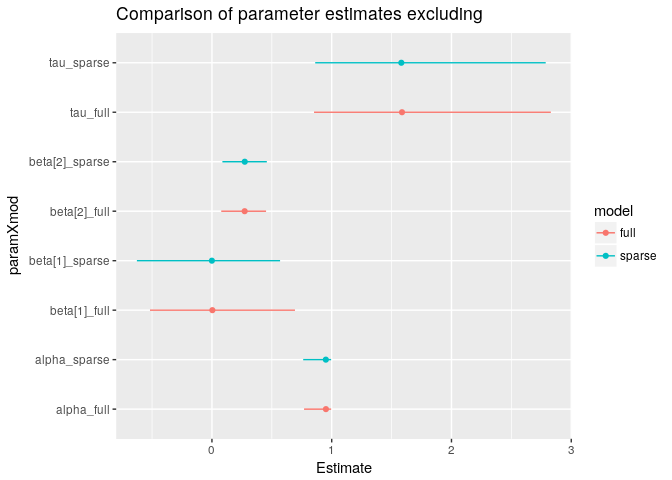 Comparison of parameter estimates excluding
tau_sparse
tau_full
beta[2]_sparse
beta[2]_full
beta[1]_sparse
beta[1]_full
alpha_sparse
alpha_full
paramXmod
0 1 2 3
Estimate
model
full
sparse